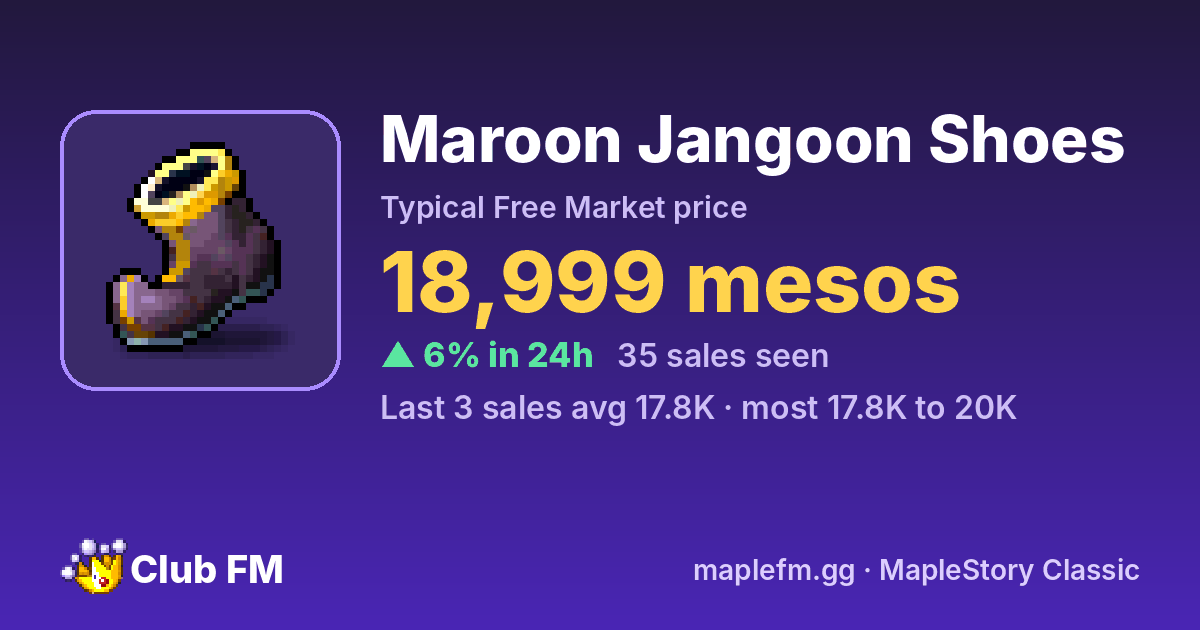 Maroon Jangoon Shoes
Typical Free Market price
18,999 mesos
▲ 6% in 24h 35 sales seen
Last 3 sales avg 17.8K · most 17.8K to 20K
Club FM
maplefm.gg · MapleStory Classic